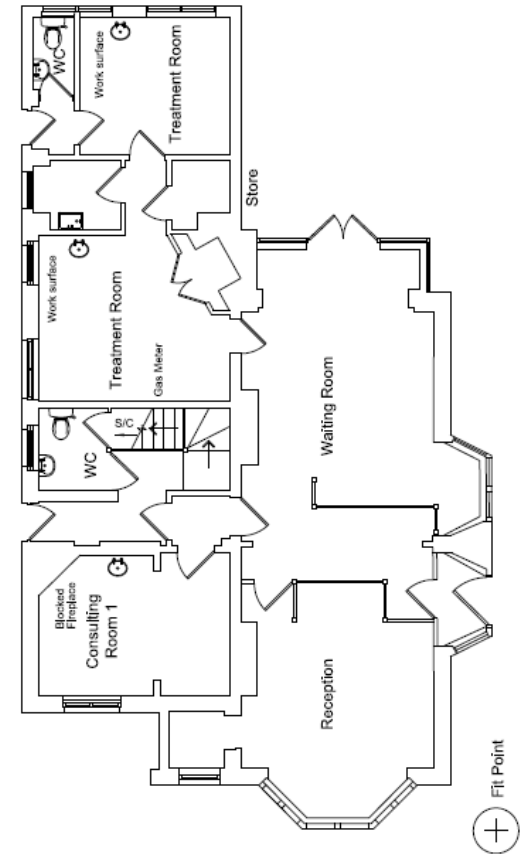 WC
Work surface
Treatment Room
Store
Work surface
Treatment Room
Gas Meter
S/C
WC
Waiting Room
Blocked
Fireplace
Consulting
Room 1
Reception
Fit Point